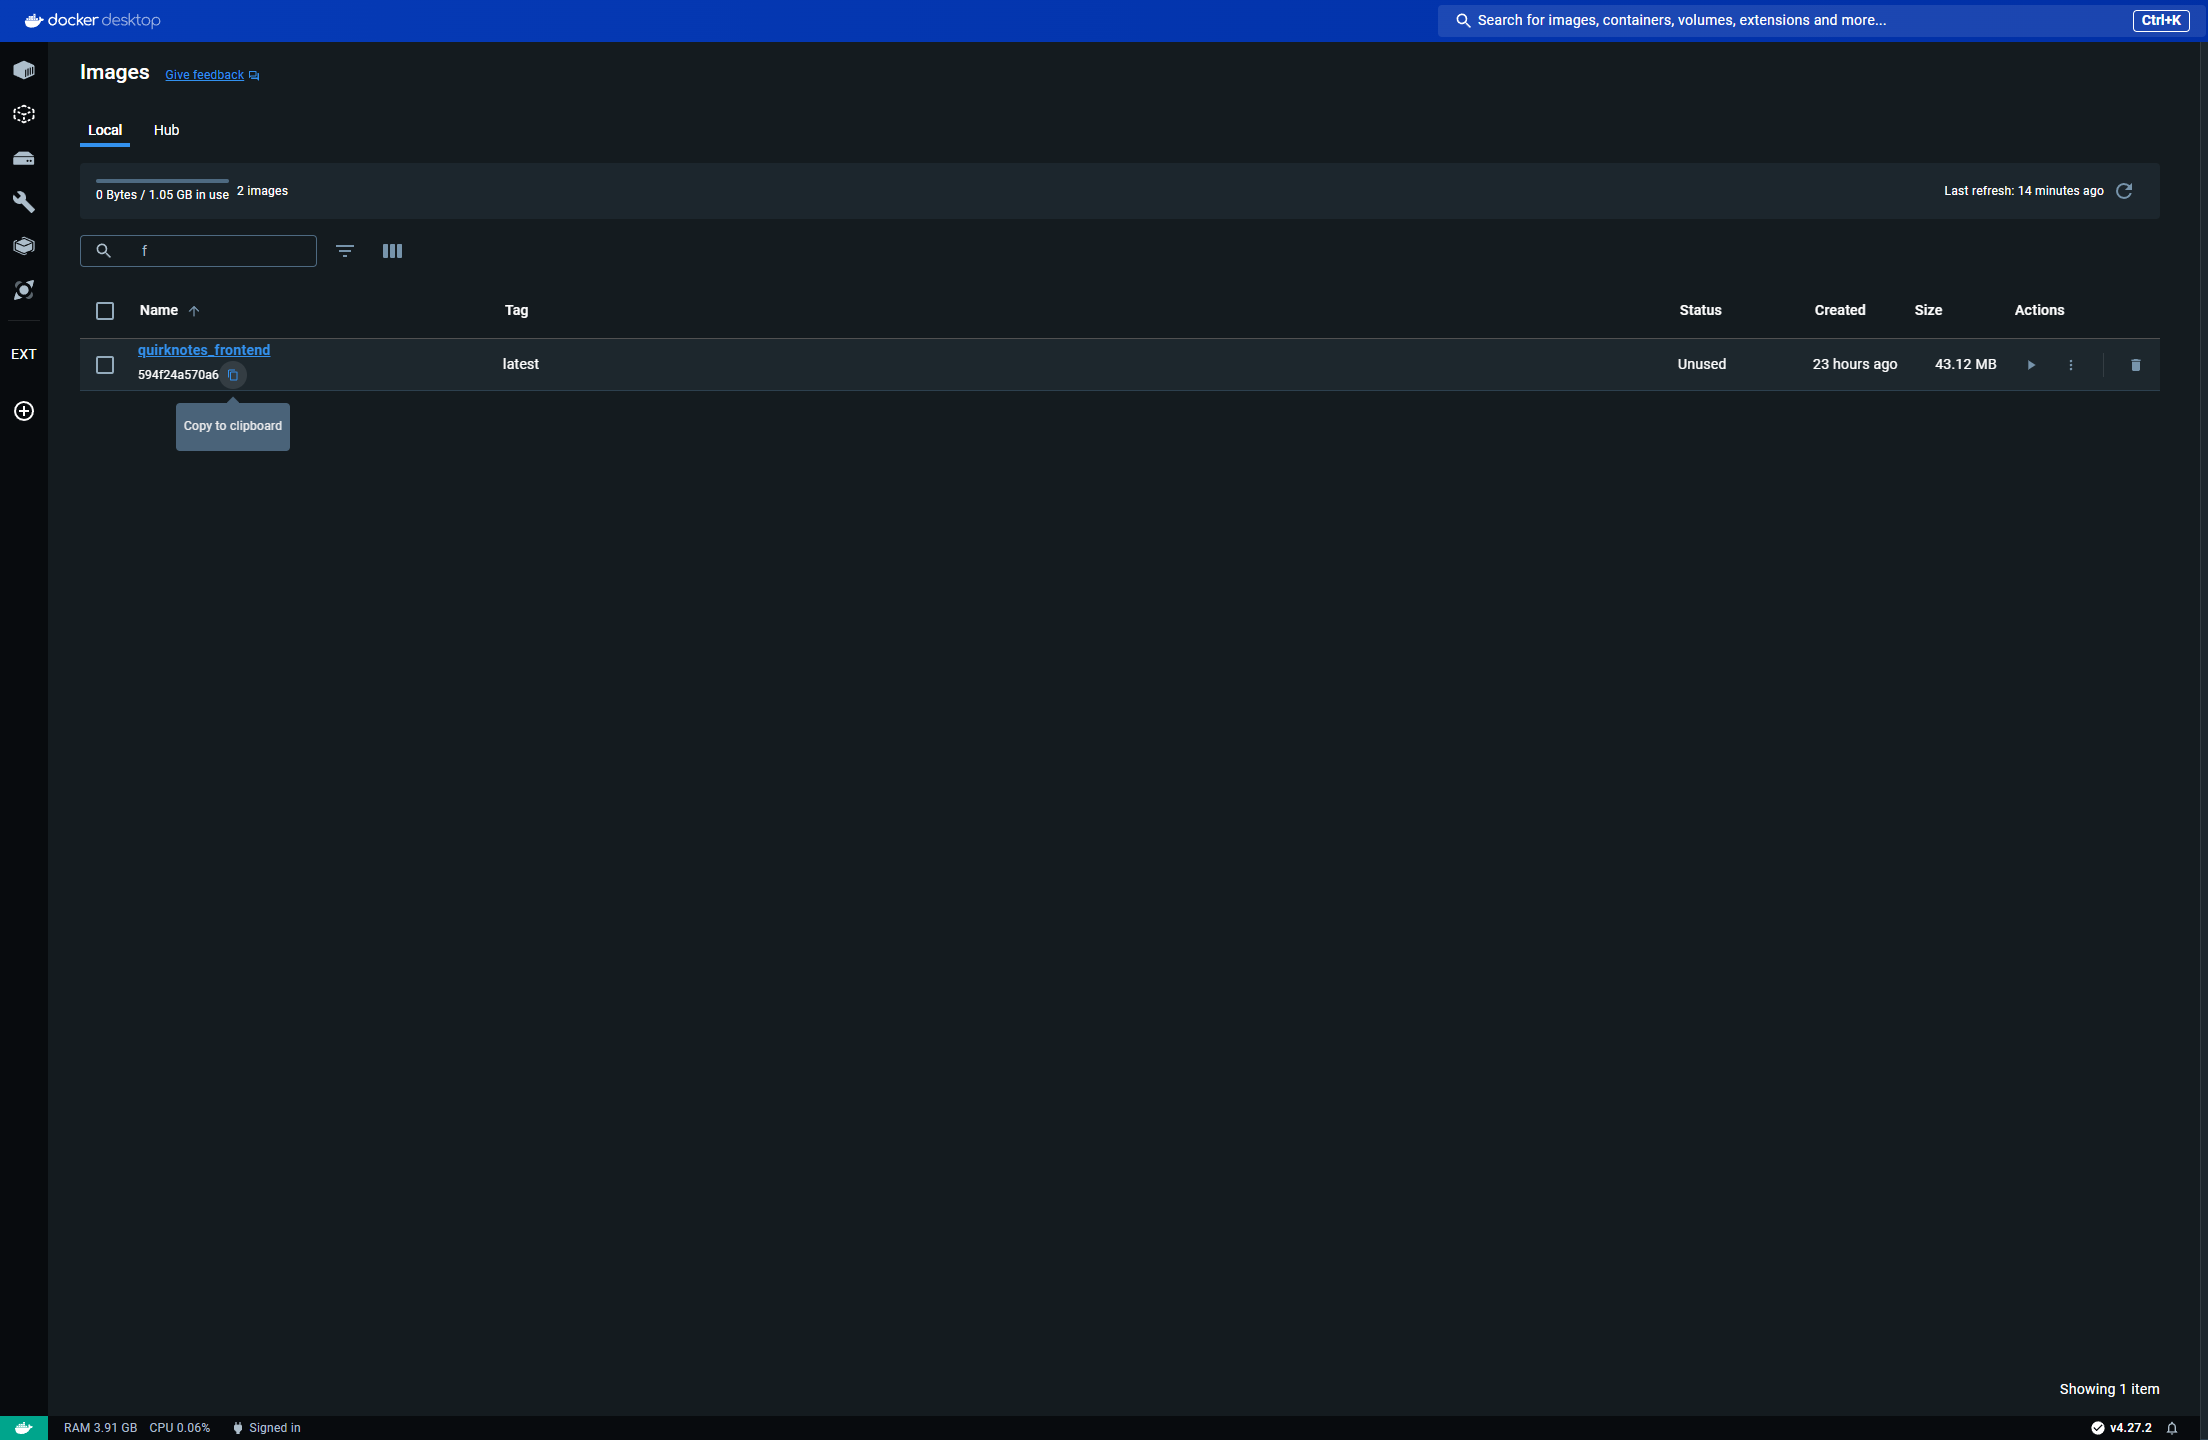 docker desktop
Search for images, containers, volumes, extensions and more...
Ctrl+K
Images
Give feedback
Local
Hub
0 Bytes / 1.05 GB in use
2 images
Last refresh: 14 minutes ago
f
Name
Tag
Status
Created
Size
Actions
quirknotes_frontend
594f24a570a6
latest
Unused
23 hours ago
43.12 MB
EXT
Copy to clipboard
Showing 1 item
RAM 3.91 GB
CPU 0.06%
Signed in
v4.27.2